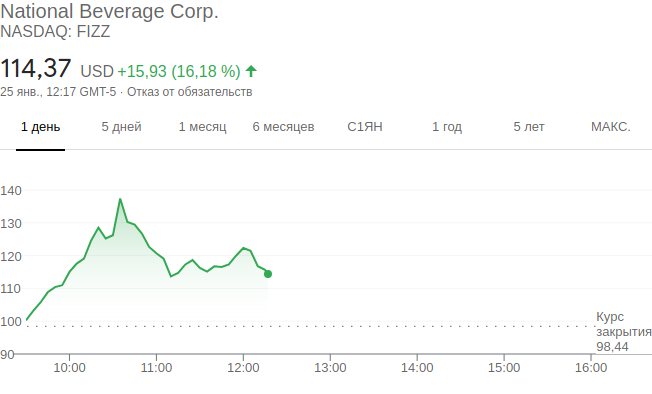 National Beverage Corp.
NASDAQ: FIZZ
114,37 USD +15,93 (16,18 %)
25 янв., 12:17 GMT-5 · Отказ от обязательств
1 день 5 дней 1 месяц 6 месяцев С1ЯН 1 год 5 лет МАКС.
140
130
120
110
100
Курс
закрытия
98,44
90
10:00 11:00 12:00 13:00 14:00 15:00 16:00